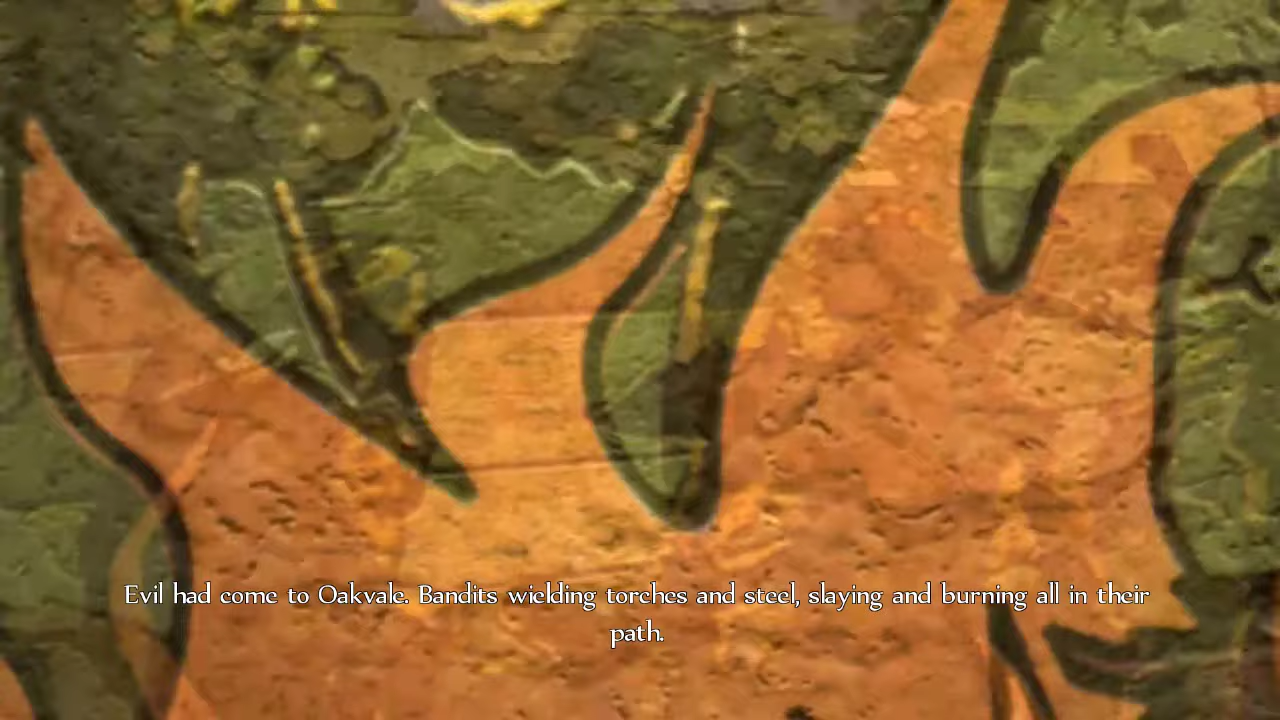 Evil had come to Oakvale. Bandits wielding torches and steel, slaying and burning all in their
path.